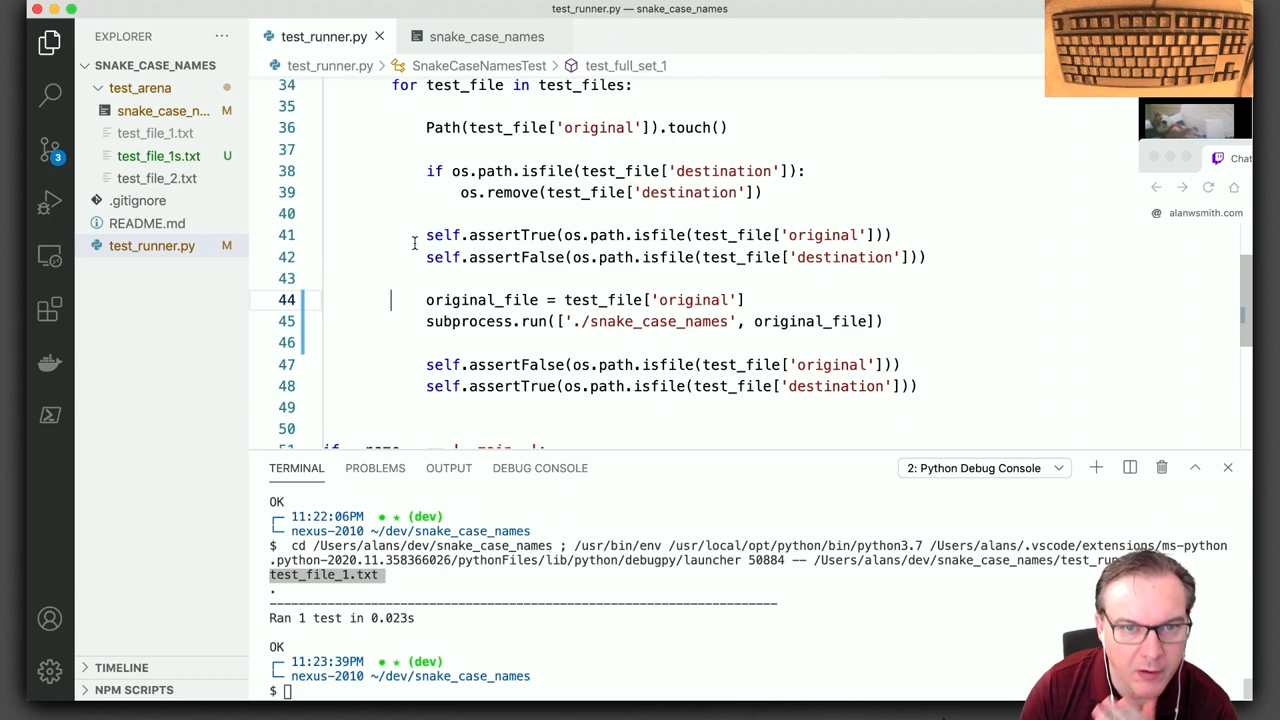 test_runner.py — snake_case_names
EXPLORER
SNAKE_CASE_NAMES
test_arena
snake_case_n... M
test_file_1.txt
test_file_1s.txt U
test_file_2.txt
.gitignore
README.md
test_runner.py M
3
TIMELINE
NPM SCRIPTS
test_runner.py
snake_case_names
test_runner.py > SnakeCaseNamesTest > test_full_set_1
34 for test_file in test_files:
35
36 Path(test_file['original']).touch()
37
38 if os.path.isfile(test_file['destination']):
39 os.remove(test_file['destination'])
40
41 self.assertTrue(os.path.isfile(test_file['original']))
42 self.assertFalse(os.path.isfile(test_file['destination']))
43
44 original_file = test_file['original']
45 subprocess.run(['./snake_case_names', original_file])
46
47 self.assertFalse(os.path.isfile(test_file['original']))
48 self.assertTrue(os.path.isfile(test_file['destination']))
49
50
TERMINAL PROBLEMS OUTPUT DEBUG CONSOLE
2: Python Debug Console
OK
11:22:06PM ● ★ (dev)
nexus-2010 ~/dev/snake_case_names
$ cd /Users/alans/dev/snake_case_names ; /usr/bin/env /usr/local/opt/python/bin/python3.7 /Users/alans/.vscode/extensions/ms-python
.python-2020.11.358366026/pythonFiles/lib/python/debugpy/launcher 50884 -- /Users/alans/dev/snake_case_names/test_ru
test_file_1.txt
.
----------------------------------------------------------------------
Ran 1 test in 0.023s
OK
11:23:39PM ● ★ (dev)
nexus-2010 ~/dev/snake_case_names
$
Chat
@ alanwsmith.com